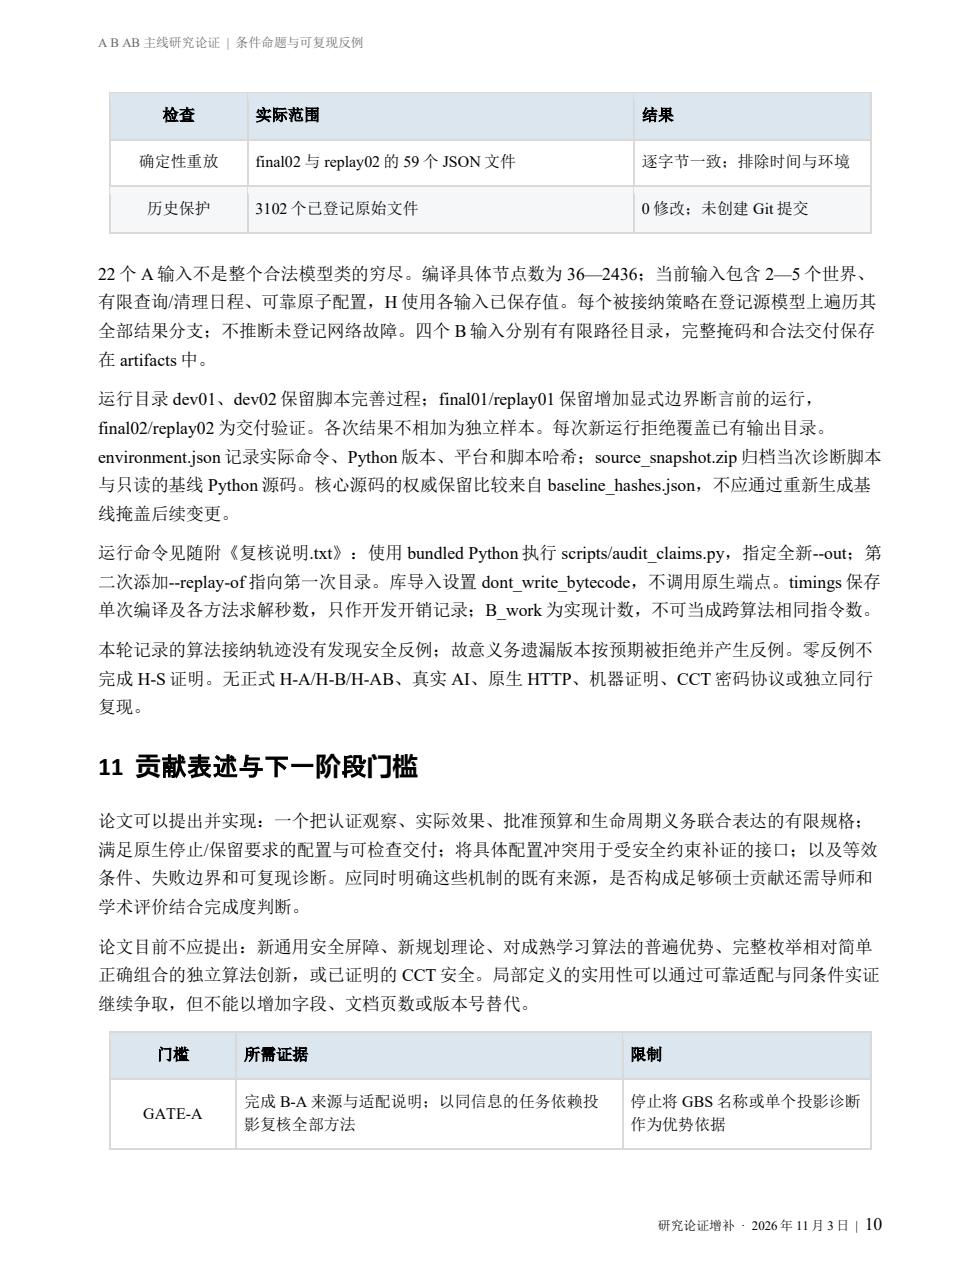 A B AB 主线研究论证 | 条件命题与可复现反例
检查 实际范围 结果
确定性重放 final02 与 replay02 的 59 个 JSON 文件 逐字节一致；排除时间与环境
历史保护 3102 个已登记原始文件 0 修改；未创建 Git 提交
22 个 A 输入不是整个合法模型类的穷尽。编译具体节点数为 36—2436；当前输入包含 2—5 个世界、
有限查询/清理日程、可靠原子配置，H 使用各输入已保存值。每个被接纳策略在登记源模型上遍历其
全部结果分支；不推断未登记网络故障。四个 B 输入分别有有限路径目录，完整掩码和合法交付保存
在 artifacts 中。
运行目录 dev01、dev02 保留脚本完善过程；final01/replay01 保留增加显式边界断言前的运行，
final02/replay02 为交付验证。各次结果不相加为独立样本。每次新运行拒绝覆盖已有输出目录。
environment.json 记录实际命令、Python 版本、平台和脚本哈希；source_snapshot.zip 归档当次诊断脚本
与只读的基线 Python 源码。核心源码的权威保留比较来自 baseline_hashes.json，不应通过重新生成基
线掩盖后续变更。
运行命令见随附《复核说明.txt》：使用 bundled Python 执行 scripts/audit_claims.py，指定全新--out；第
二次添加--replay-of 指向第一次目录。库导入设置 dont_write_bytecode，不调用原生端点。timings 保存
单次编译及各方法求解秒数，只作开发开销记录；B_work 为实现计数，不可当成跨算法相同指令数。
本轮记录的算法接纳轨迹没有发现安全反例；故意义务遗漏版本按预期被拒绝并产生反例。零反例不
完成 H-S 证明。无正式 H-A/H-B/H-AB、真实 AI、原生 HTTP、机器证明、CCT 密码协议或独立同行
复现。
11 贡献表述与下一阶段门槛
论文可以提出并实现：一个把认证观察、实际效果、批准预算和生命周期义务联合表达的有限规格；
满足原生停止/保留要求的配置与可检查交付；将具体配置冲突用于受安全约束补证的接口；以及等效
条件、失败边界和可复现诊断。应同时明确这些机制的既有来源，是否构成足够硕士贡献还需导师和
学术评价结合完成度判断。
论文目前不应提出：新通用安全屏障、新规划理论、对成熟学习算法的普遍优势、完整枚举相对简单
正确组合的独立算法创新，或已证明的 CCT 安全。局部定义的实用性可以通过可靠适配与同条件实证
继续争取，但不能以增加字段、文档页数或版本号替代。
门槛 所需证据 限制
GATE-A 完成 B-A 来源与适配说明；以同信息的任务依赖投 停止将 GBS 名称或单个投影诊断
影复核全部方法 作为优势依据
研究论证增补 · 2026 年 11 月 3 日 | 10